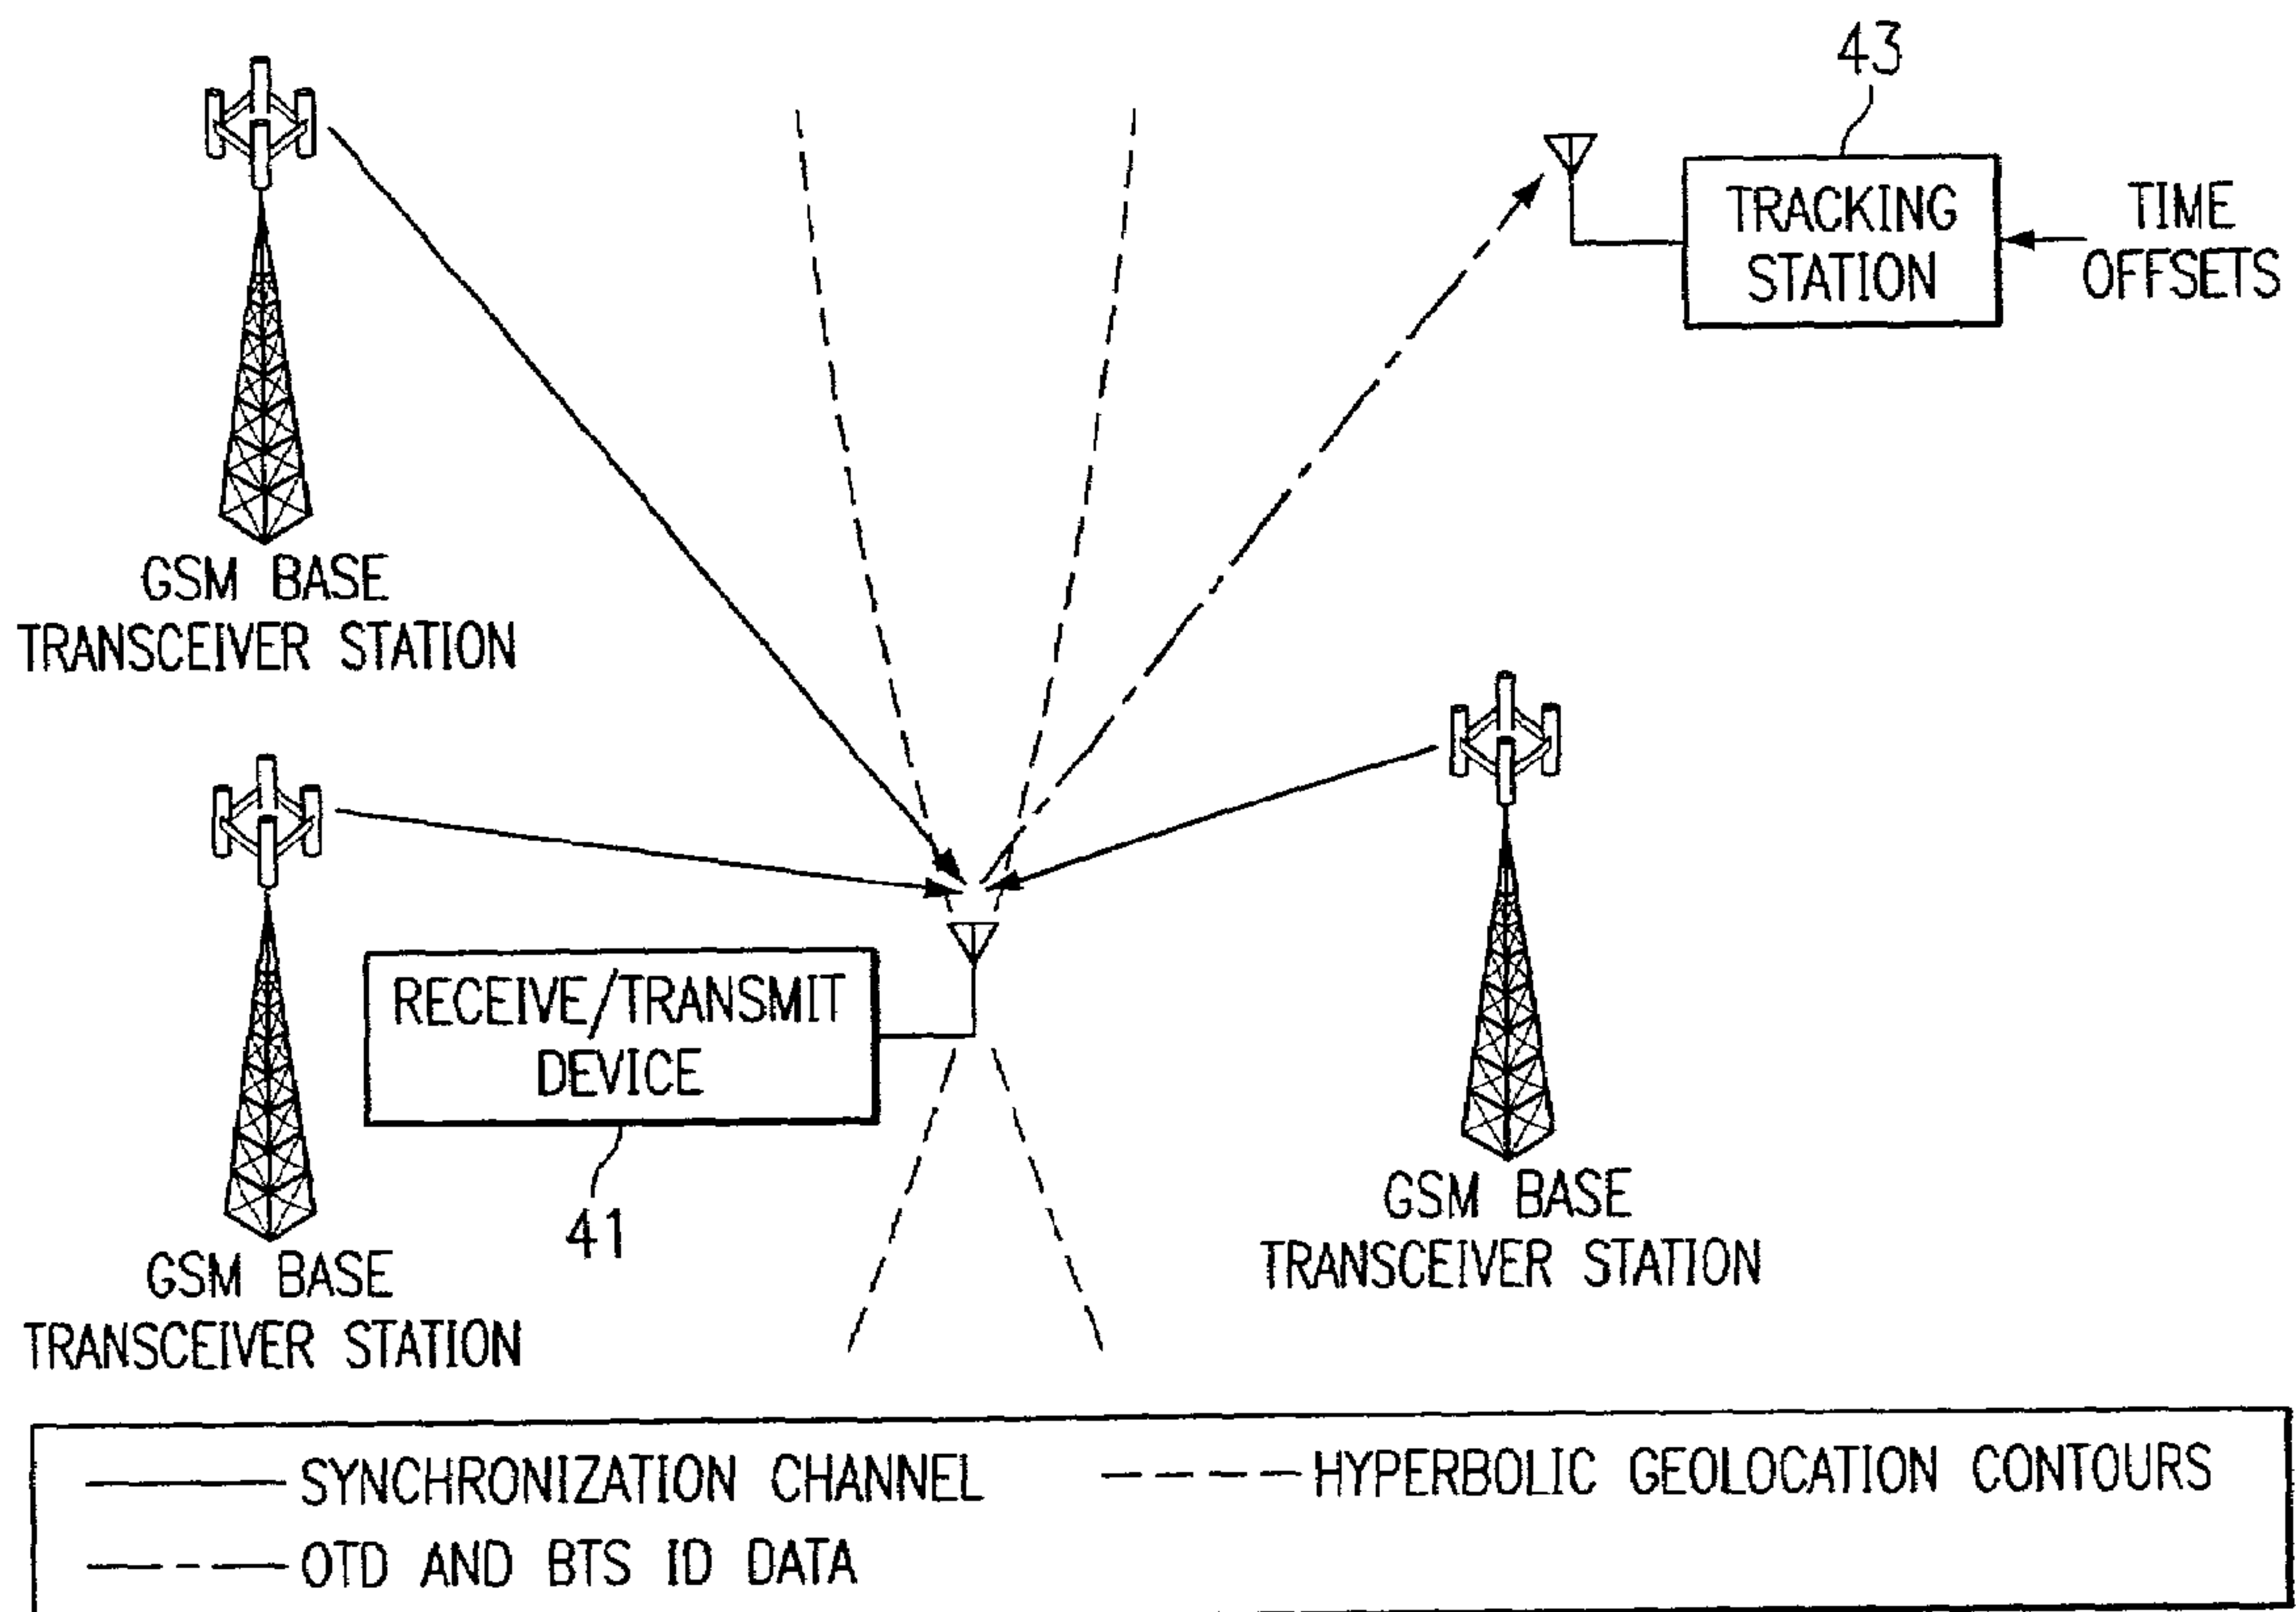 43
TRACKING
STATION
TIME
OFFSETS
GSM BASE
TRANSCEIVER STATION
RECEIVE/TRANSMIT
DEVICE
41
GSM BASE
TRANSCEIVER STATION
GSM BASE
TRANSCEIVER STATION
SYNCHRONIZATION CHANNEL
HYPERBOLIC GEOLOCATION CONTOURS
OTD AND BTS ID DATA